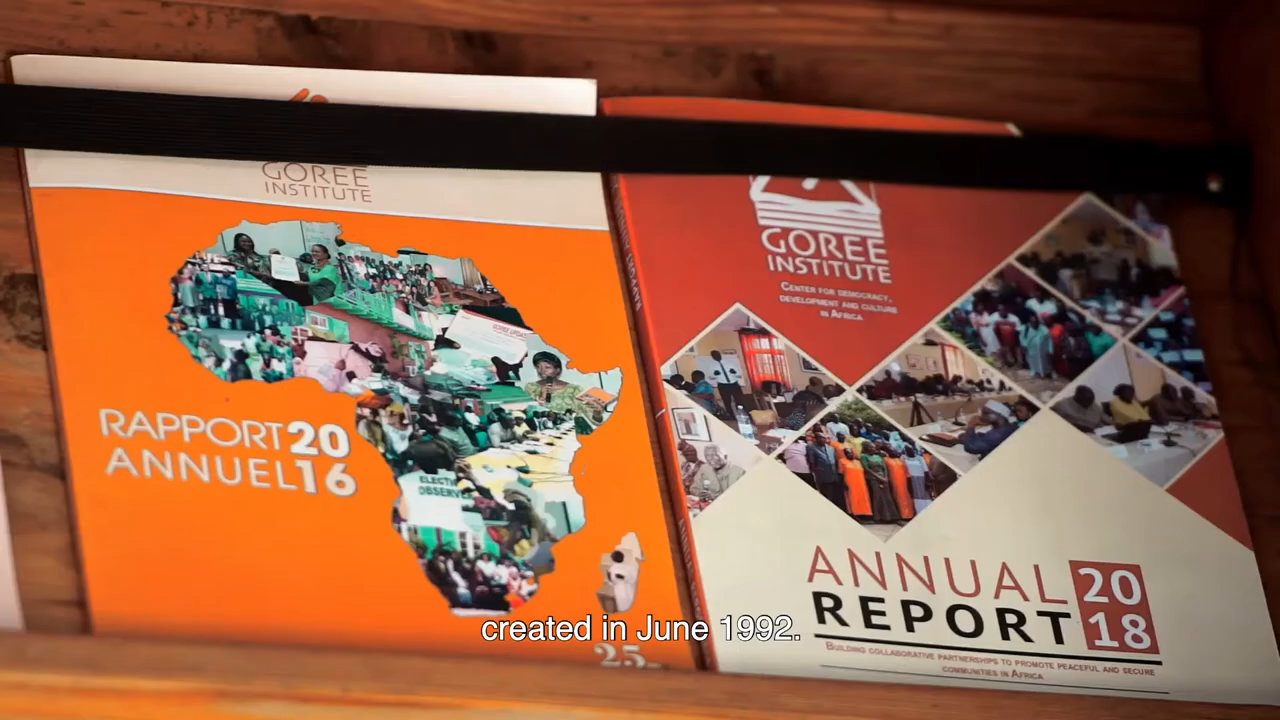 GOREE
INSTITUTE
RAPPORT 20
ANNUEL 16
25
GOREE
INSTITUTE
CENTER FOR DEMOCRACY,
DEVELOPMENT AND CULTURE
IN AFRICA
ANNUAL 20
REPORT 18
BUILDING COLLABORATIVE PARTNERSHIPS TO PROMOTE PEACEFUL AND SECURE
COMMUNITIES IN AFRICA
created in June 1992.